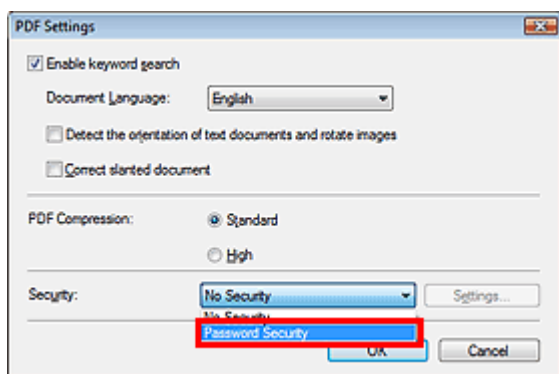 PDF Settings
Enable keyword search
Document Language: English
Detect the orientation of text documents and rotate images
Correct slanted document
PDF Compression: Standard
High
Security: No Security Settings...
No Security
Password Security
OK Cancel